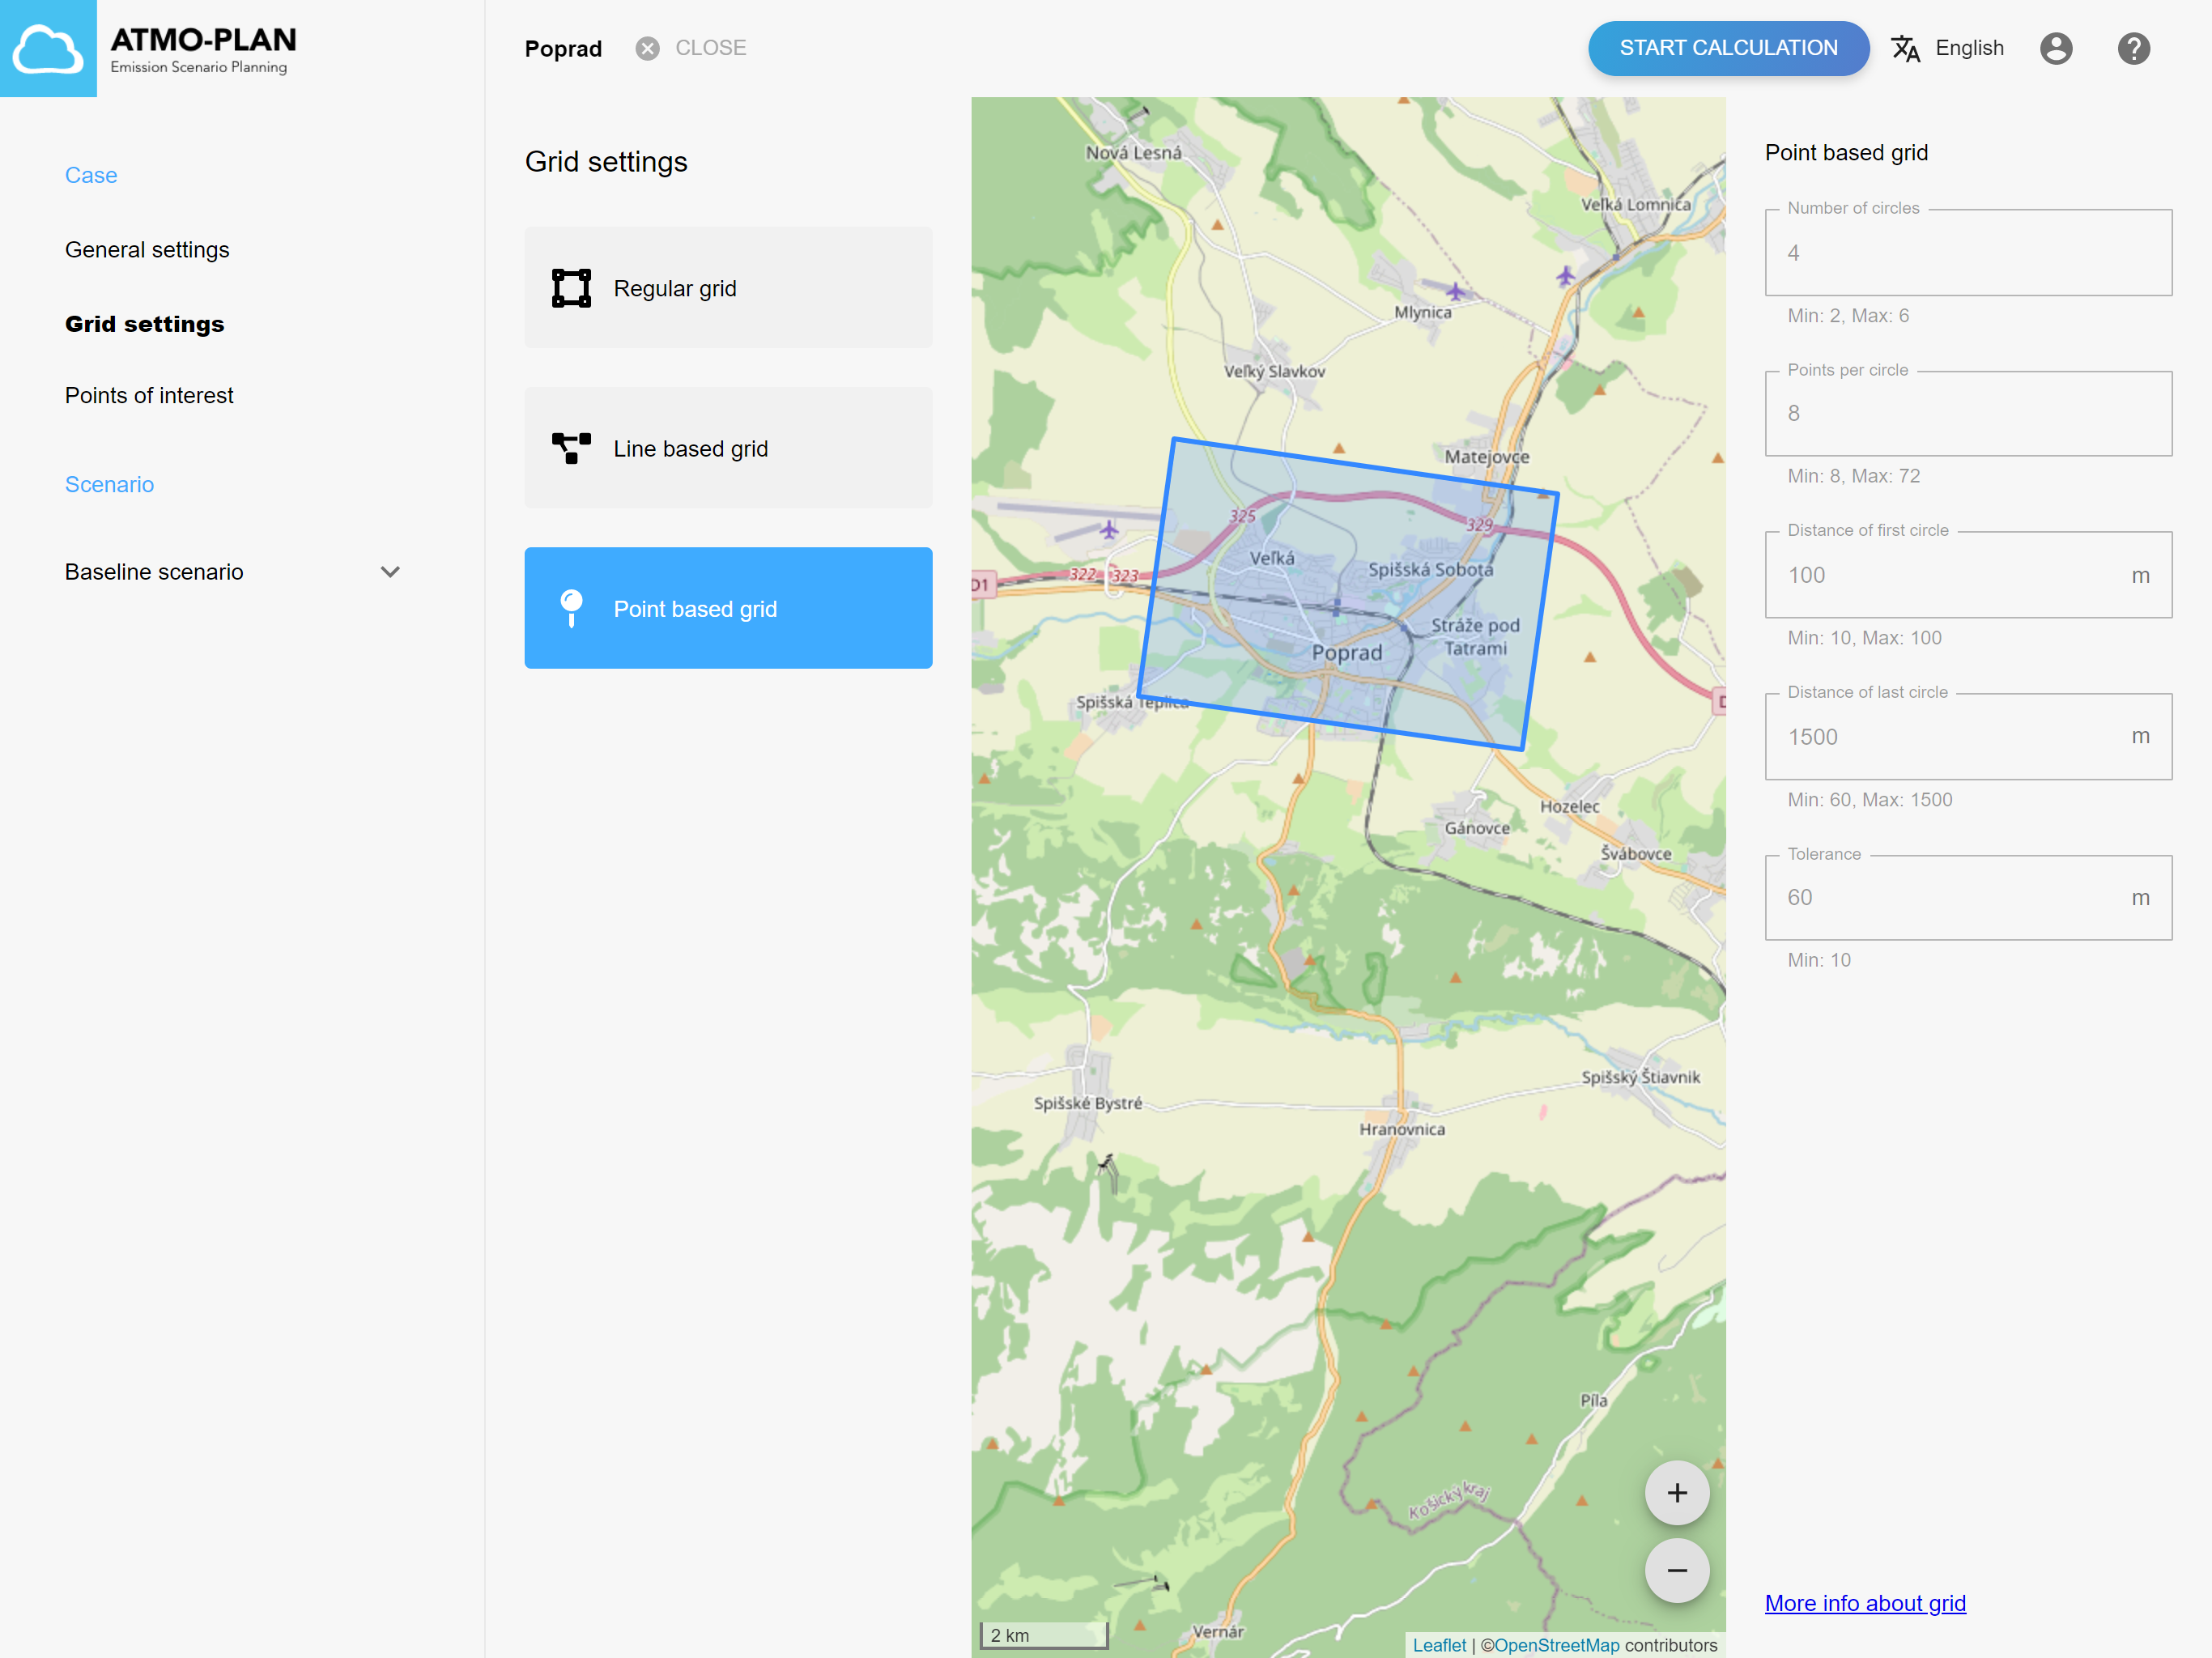 ATMO-PLAN
Emission Scenario Planning
Poprad
CLOSE
START CALCULATION
English
Case
General settings
Grid settings
Points of interest
Scenario
Baseline scenario
Grid settings
Regular grid
Line based grid
Point based grid
Nová Lesná
Veľká Lomnica
Mlynica
Veľký Slavkov
Matejovce
325
329
Veľká
Spišská Sobota
322
323
D1
Stráže pod
Tatrami
Poprad
Spišská Teplica
Hozelec
Gánovce
Švábovce
Spišský Štiavnik
Spišské Bystré
Hranovnica
Píla
Košický kraj
Vernár
+
−
2 km
Leaflet | ©OpenStreetMap contributors
Point based grid
Number of circles
4
Min: 2, Max: 6
Points per circle
8
Min: 8, Max: 72
Distance of first circle
100 m
Min: 10, Max: 100
Distance of last circle
1500 m
Min: 60, Max: 1500
Tolerance
60 m
Min: 10
More info about grid